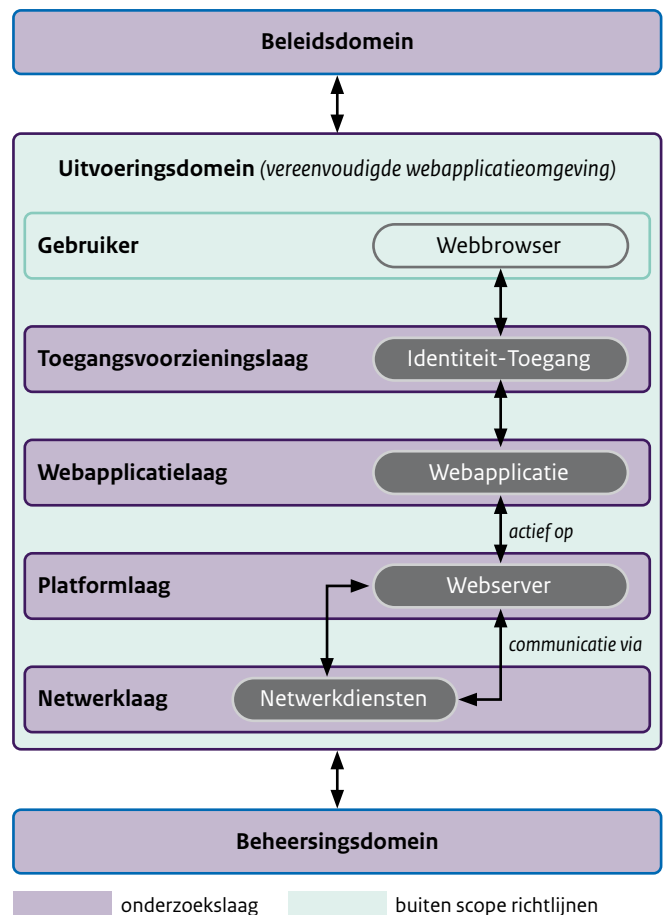 Beleidsdomein
Uitvoeringsdomein (vereenvoudigde webapplicatieomgeving)
Gebruiker
Webbrowser
Toegangsvoorzieningslaag
Identiteit-Toegang
Webapplicatielaag
Webapplicatie
actief op
Platformlaag
Webserver
communicatie via
Netwerklaag
Netwerkdiensten
Beheersingsdomein
onderzoekslaag
buiten scope richtlijnen